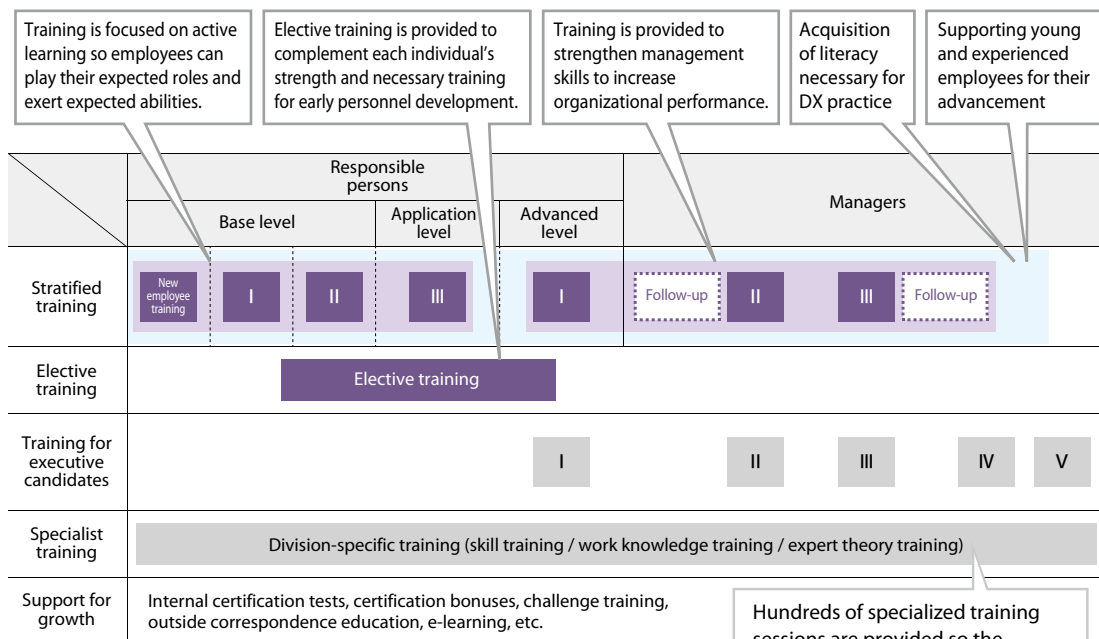 Training is focused on active
learning so employees can
play their expected roles and
exert expected abilities.
Elective training is provided to
complement each individual's
strength and necessary training
for early personnel development.
Training is provided to
strengthen management
skills to increase
organizational performance.
Acquisition
of literacy
necessary for
DX practice
Supporting young
and experienced
employees for their
advancement
Responsible
persons
Managers
Base level
Application
level
Advanced
level
Stratified
training
New
employee
training
I
II
III
I
Follow-up
II
III
Follow-up
Elective
training
Elective training
Training for
executive
candidates
I
II
III
IV
V
Specialist
training
Division-specific training (skill training / work knowledge training / expert theory training)
Support for
growth
Internal certification tests, certification bonuses, challenge training,
outside correspondence education, e-learning, etc.
Hundreds of specialized training
sessions are provided so the